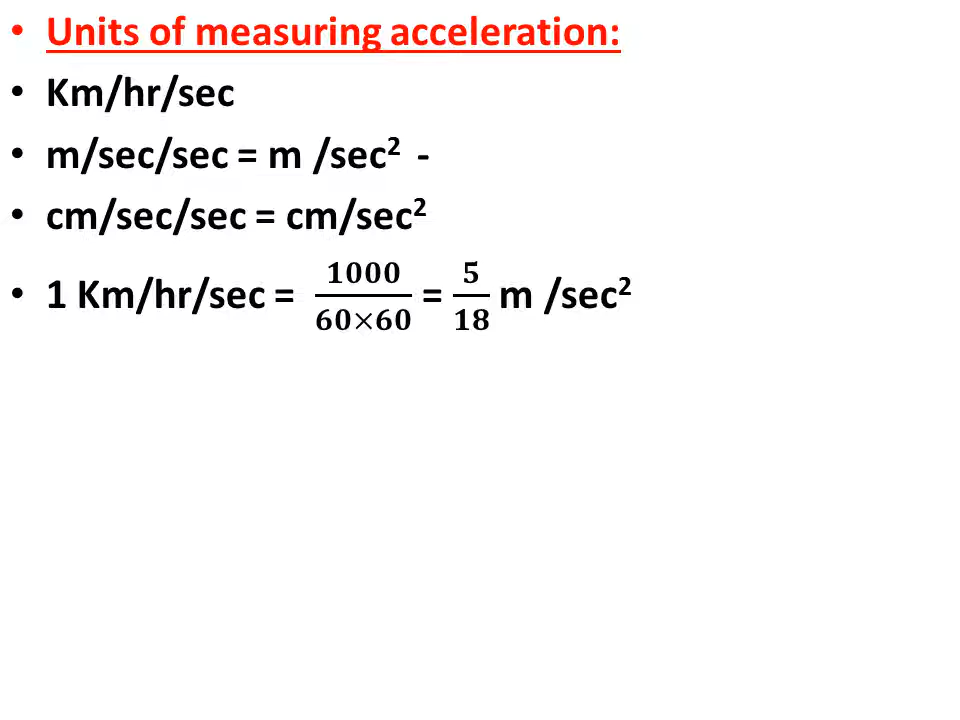 • Units of measuring acceleration:
• Km/hr/sec
• m/sec/sec = m /sec² -
• cm/sec/sec = cm/sec²
• 1 Km/hr/sec = 1000/60×60 = 5/18 m /sec²